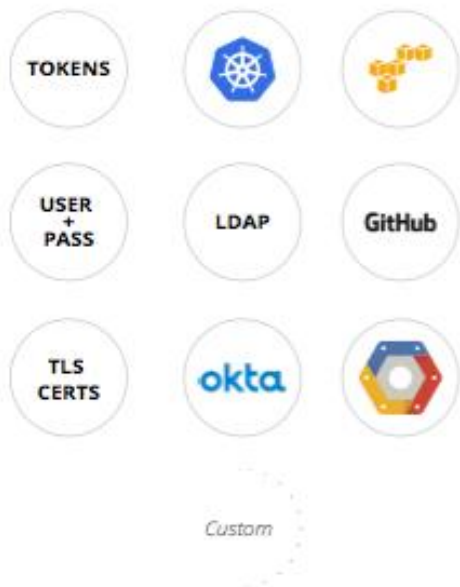 TOKENS
USER
+
PASS
LDAP
GitHub
TLS
CERTS
okta
Custom